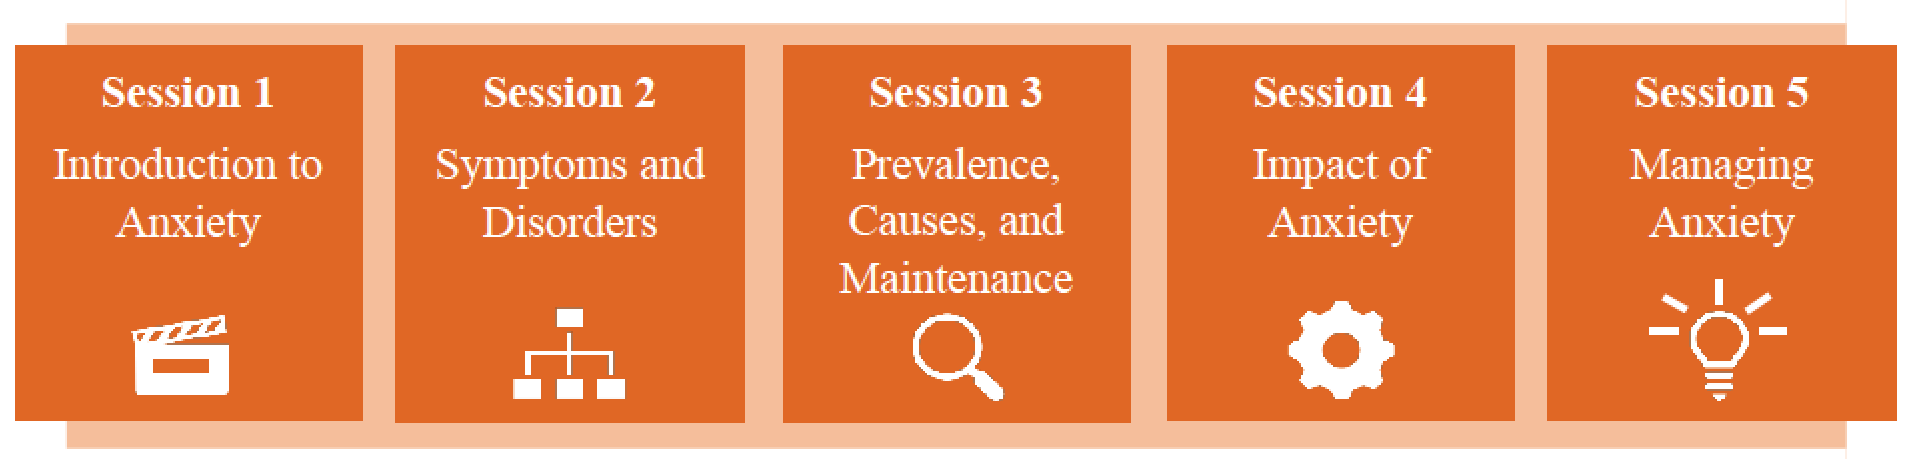 Session 1
Introduction to
Anxiety
Session 2
Symptoms and
Disorders
Session 3
Prevalence,
Causes, and
Maintenance
Session 4
Impact of
Anxiety
Session 5
Managing
Anxiety